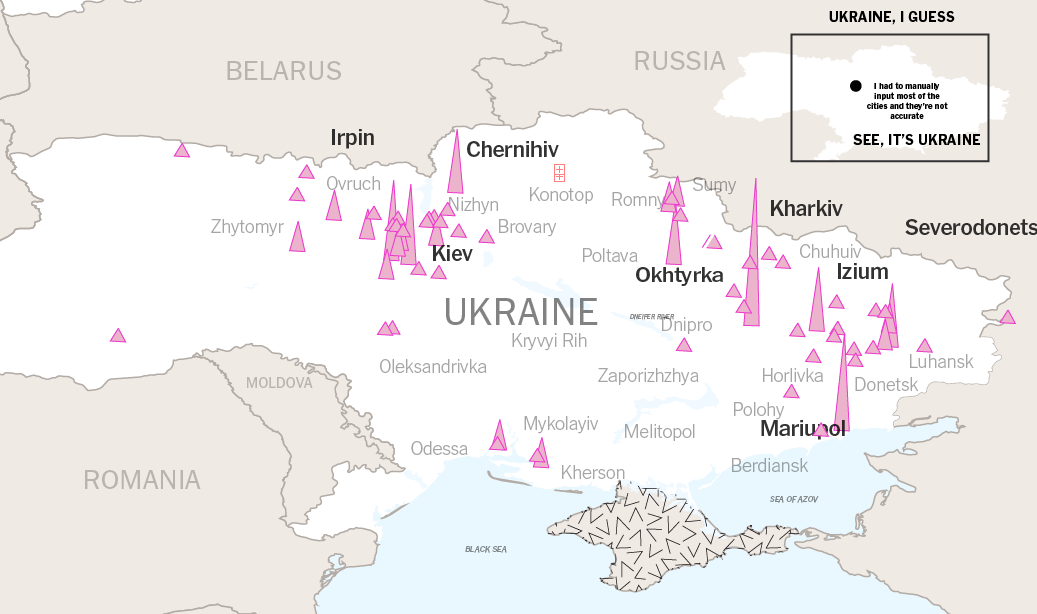 UKRAINE, I GUESS
BELARUS
RUSSIA
I had to manually
input most of the
cities and they're not
accurate
SEE, IT'S UKRAINE
Irpin
Chernihiv
Ovruch
Konotop
Sumy
Romny
Nizhyn
Kharkiv
Zhytomyr
Brovary
Severodonets
Kiev
Poltava
Chuhuiv
Okhtyrka
Izium
UKRAINE
DNEIPER RIVER
Dnipro
Kryvyi Rih
Oleksandrivka
Zaporizhzhya
Horlivka
Luhansk
Donetsk
MOLDOVA
Polohy
Mykolayiv
Melitopol
Mariupol
Odessa
Kherson
Berdiansk
ROMANIA
SEA OF AZOV
BLACK SEA